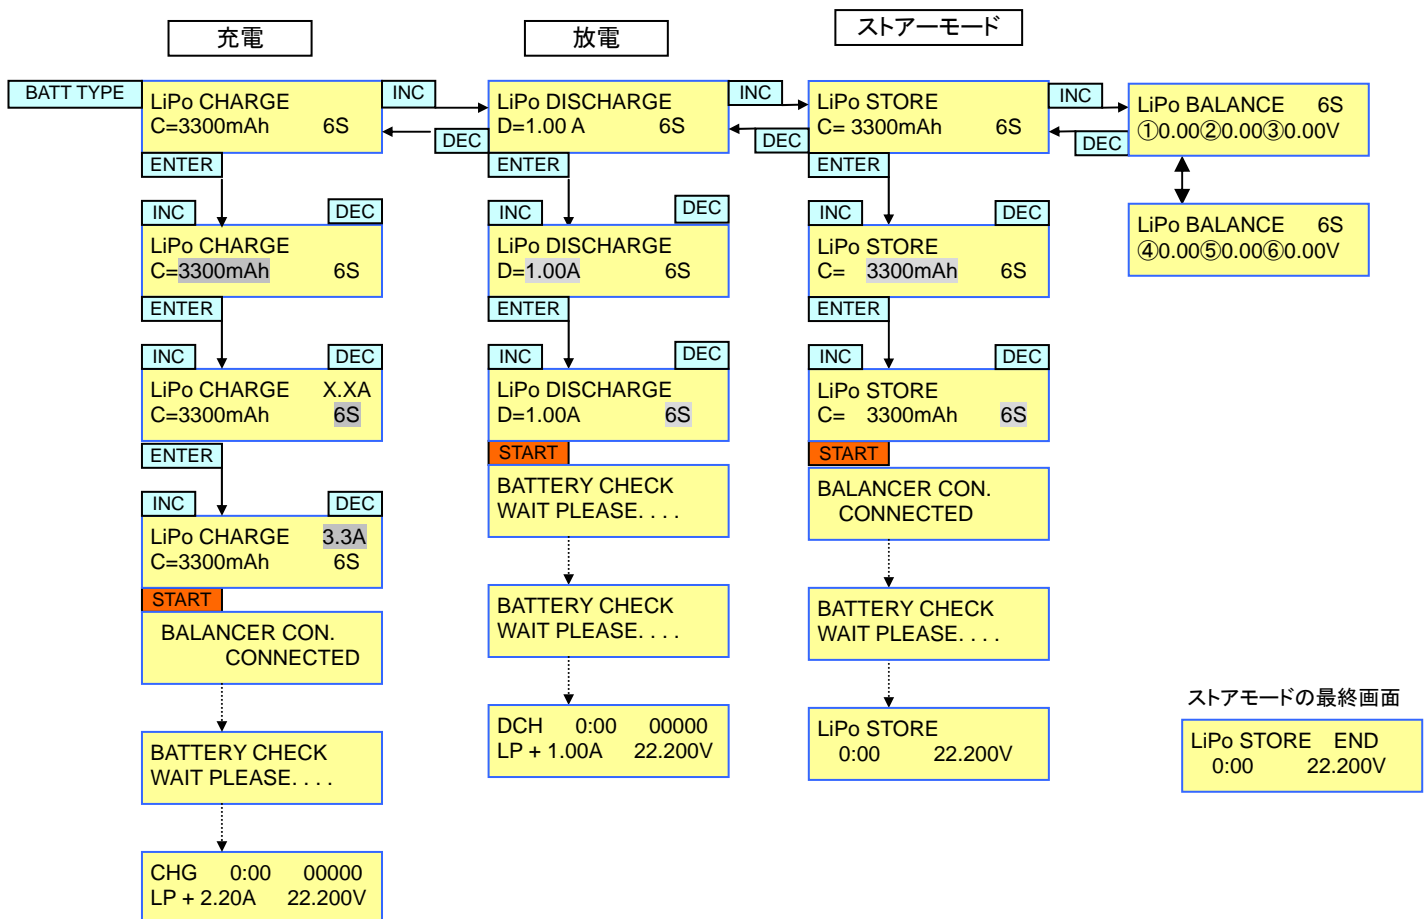 充電
放電
ストアーモード
BATT TYPE
LiPo CHARGE
C=3300mAh 6S
INC
DEC
LiPo DISCHARGE
D=1.00 A 6S
INC
DEC
LiPo STORE
C= 3300mAh 6S
INC
DEC
LiPo BALANCE 6S
①0.00②0.00③0.00V
LiPo BALANCE 6S
④0.00⑤0.00⑥0.00V
ENTER
INC DEC
LiPo CHARGE
C=3300mAh 6S
ENTER
INC DEC
LiPo CHARGE X.XA
C=3300mAh 6S
ENTER
INC DEC
LiPo CHARGE 3.3A
C=3300mAh 6S
START
BALANCER CON.
CONNECTED
BATTERY CHECK
WAIT PLEASE. . . .
CHG 0:00 00000
LP + 2.20A 22.200V
ENTER
INC DEC
LiPo DISCHARGE
D=1.00A 6S
ENTER
INC DEC
LiPo DISCHARGE
D=1.00A 6S
START
BATTERY CHECK
WAIT PLEASE. . . .
BATTERY CHECK
WAIT PLEASE. . . .
DCH 0:00 00000
LP + 1.00A 22.200V
ENTER
INC DEC
LiPo STORE
C= 3300mAh 6S
ENTER
INC DEC
LiPo STORE
C= 3300mAh 6S
START
BALANCER CON.
CONNECTED
BATTERY CHECK
WAIT PLEASE. . . .
LiPo STORE
0:00 22.200V
ストアモードの最終画面
LiPo STORE END
0:00 22.200V